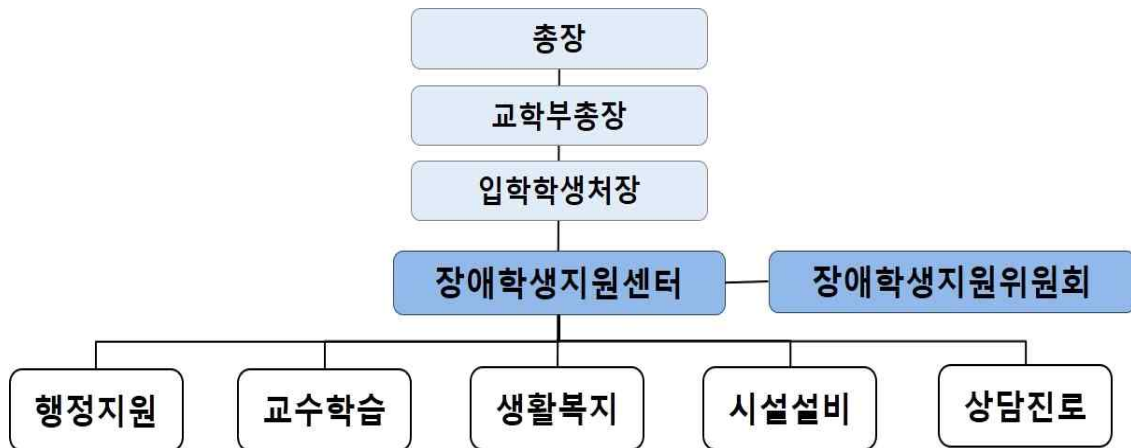 총장
교학부총장
입학학생처장
장애학생지원센터
장애학생지원위원회
행정지원
교수학습
생활복지
시설설비
상담진로